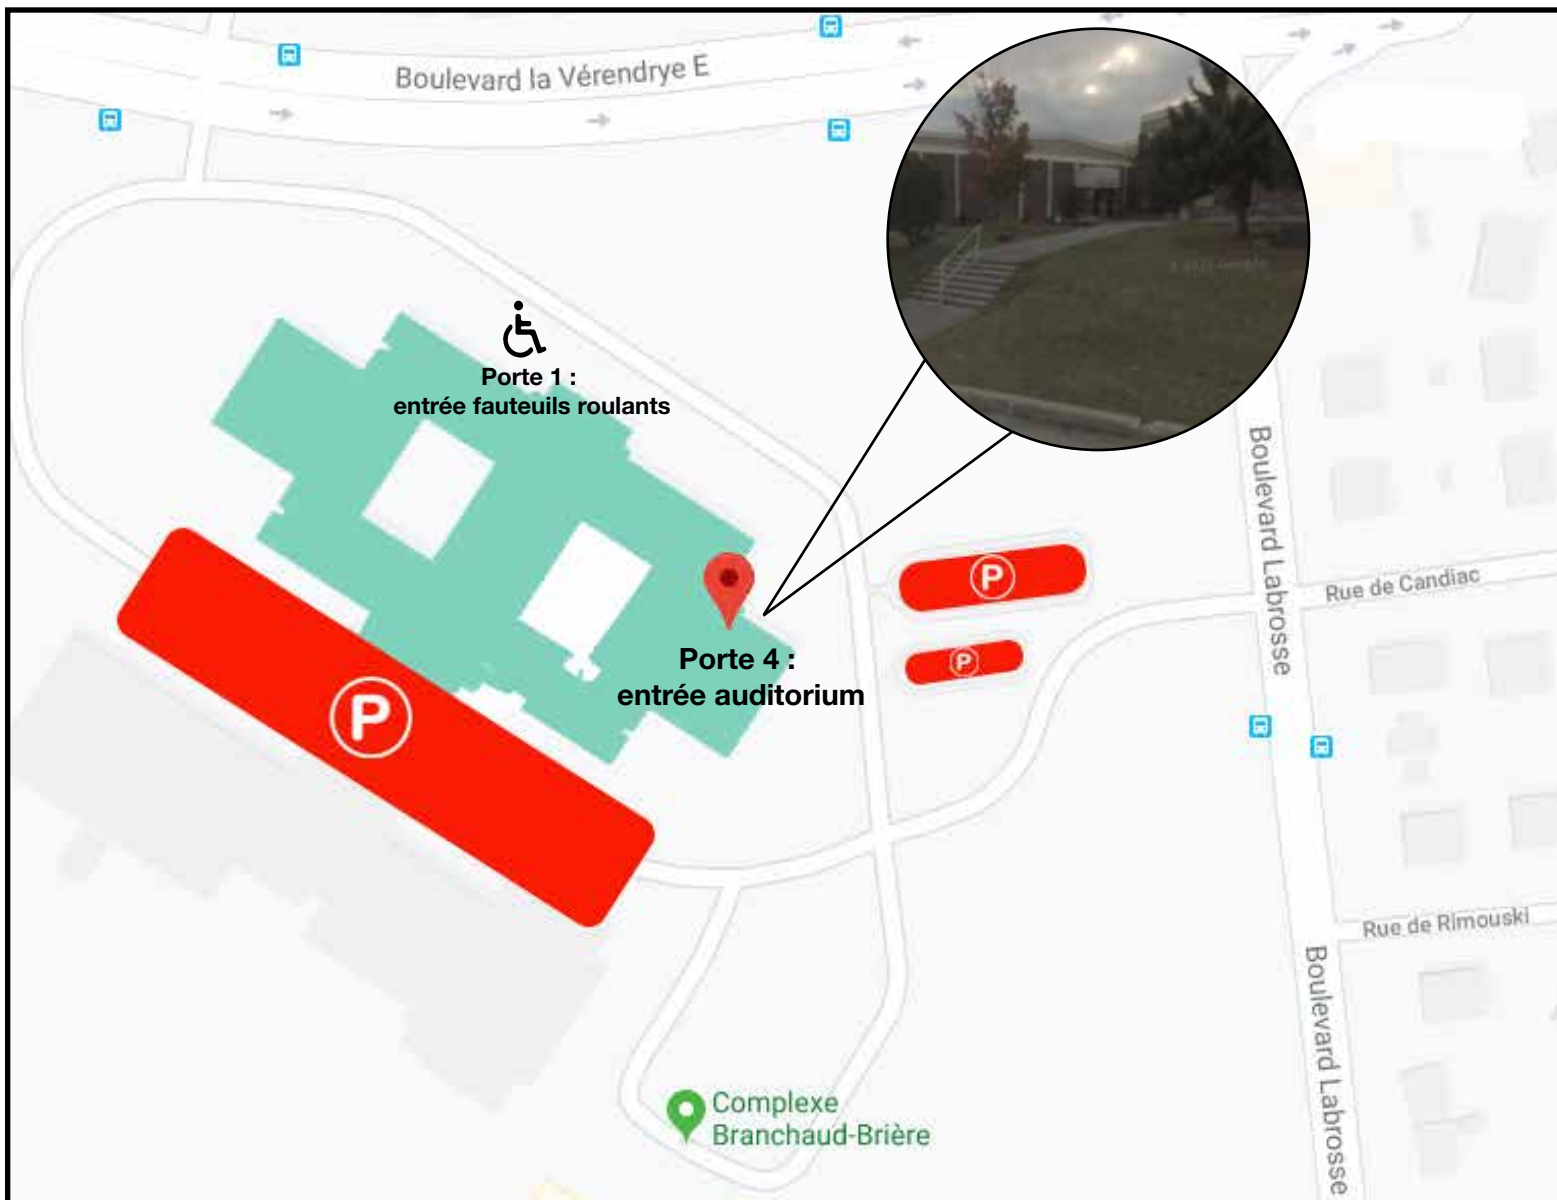 Boulevard la Vérendrye E
Porte 1 :
entrée fauteuils roulants
Boulevard Labrosse
P
Rue de Candiac
P
Porte 4 :
entrée auditorium
P
Rue de Rimouski
Boulevard Labrosse
Complexe
Branchaud-Brière